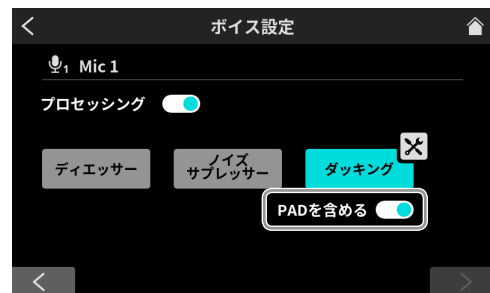 ボイス設定
1 Mic 1
プロセッシング
ディエッサー
ノイズ
サプレッサー
ダッキング
PADを含める